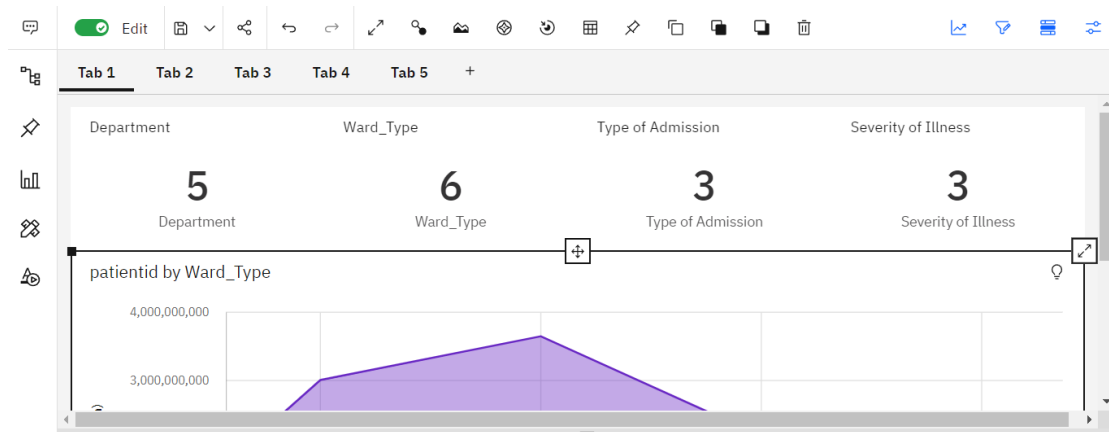 Edit
Tab 1 Tab 2 Tab 3 Tab 4 Tab 5 +
Department Ward_Type Type of Admission Severity of Illness
5 6 3 3
Department Ward_Type Type of Admission Severity of Illness
patientid by Ward_Type
4,000,000,000
3,000,000,000